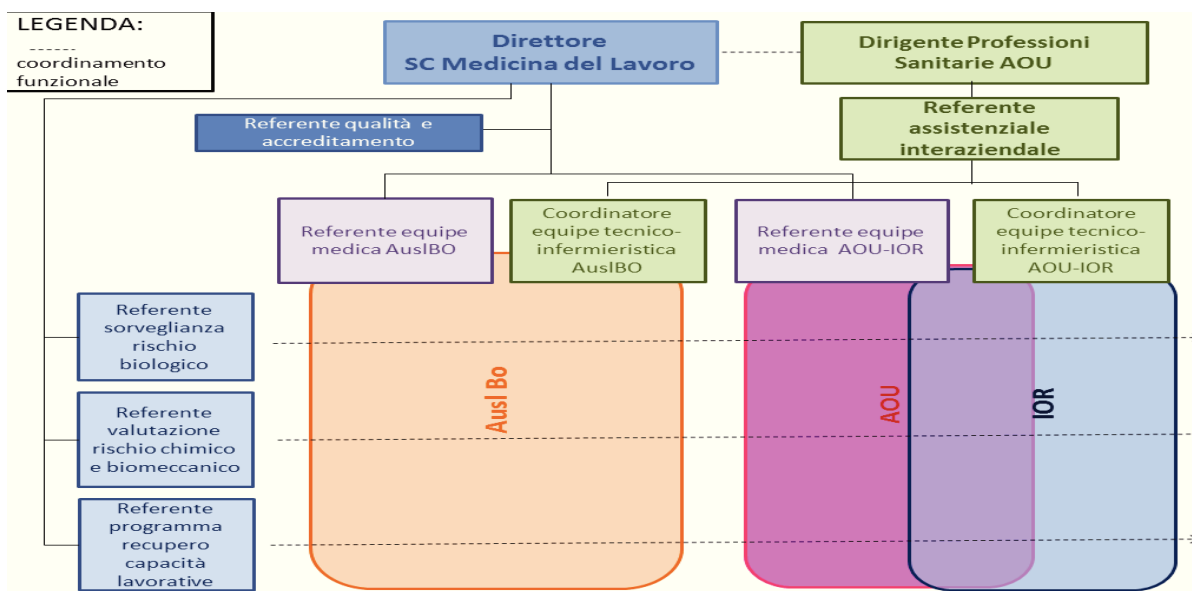 LEGENDA:
------
coordinamento
funzionale
Direttore
SC Medicina del Lavoro
Dirigente Professioni
Sanitarie AOU
Referente qualità e
accreditamento
Referente
assistenziale
interaziendale
Referente equipe
medica AuslBO
Coordinatore
equipe tecnico-
infermieristica
AuslBO
Referente equipe
medica AOU-IOR
Coordinatore
equipe tecnico-
infermieristica
AOU-IOR
Referente
sorveglianza
rischio
biologico
Referente
valutazione
rischio chimico
e biomeccanico
Referente
programma
recupero
capacità
lavorative
Ausl Bo
AOU
IOR